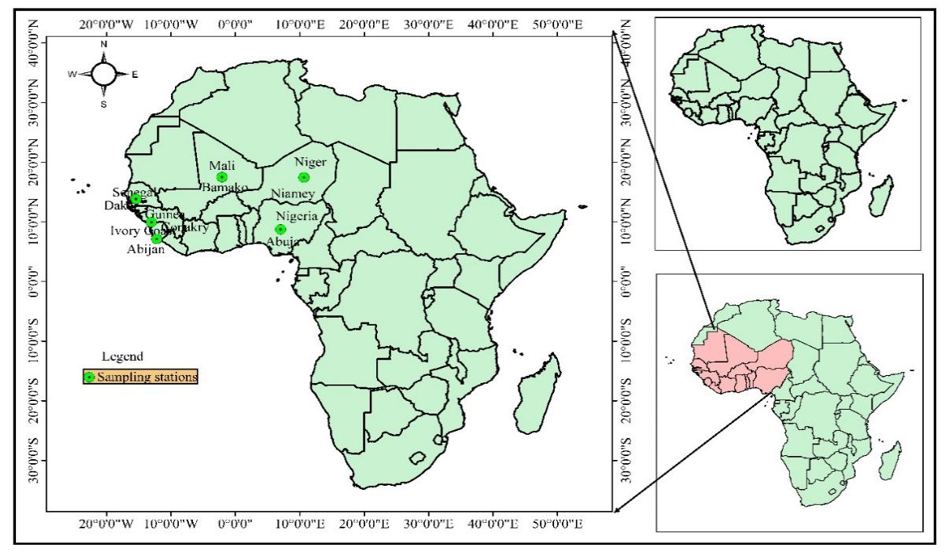 20°0'0"W 10°0'0"W 0°0'0" 10°0'0"E 20°0'0"E 30°0'0"E 40°0'0"E 50°0'0"E
N
W E
S
40°0'0"N 40°0'0"N
30°0'0"N 30°0'0"N
20°0'0"N 20°0'0"N
10°0'0"N 10°0'0"N
0°0'0" 0°0'0"
10°0'0"S 10°0'0"S
20°0'0"S 20°0'0"S
30°0'0"S 30°0'0"S
Mali
Bamako
Niger
Niamey
Senegal
Dakar
Guinea
Conakry
Ivory Coast
Abijan
Nigeria
Abuja
Legend
Sampling stations
20°0'0"W 10°0'0"W 0°0'0" 10°0'0"E 20°0'0"E 30°0'0"E 40°0'0"E 50°0'0"E